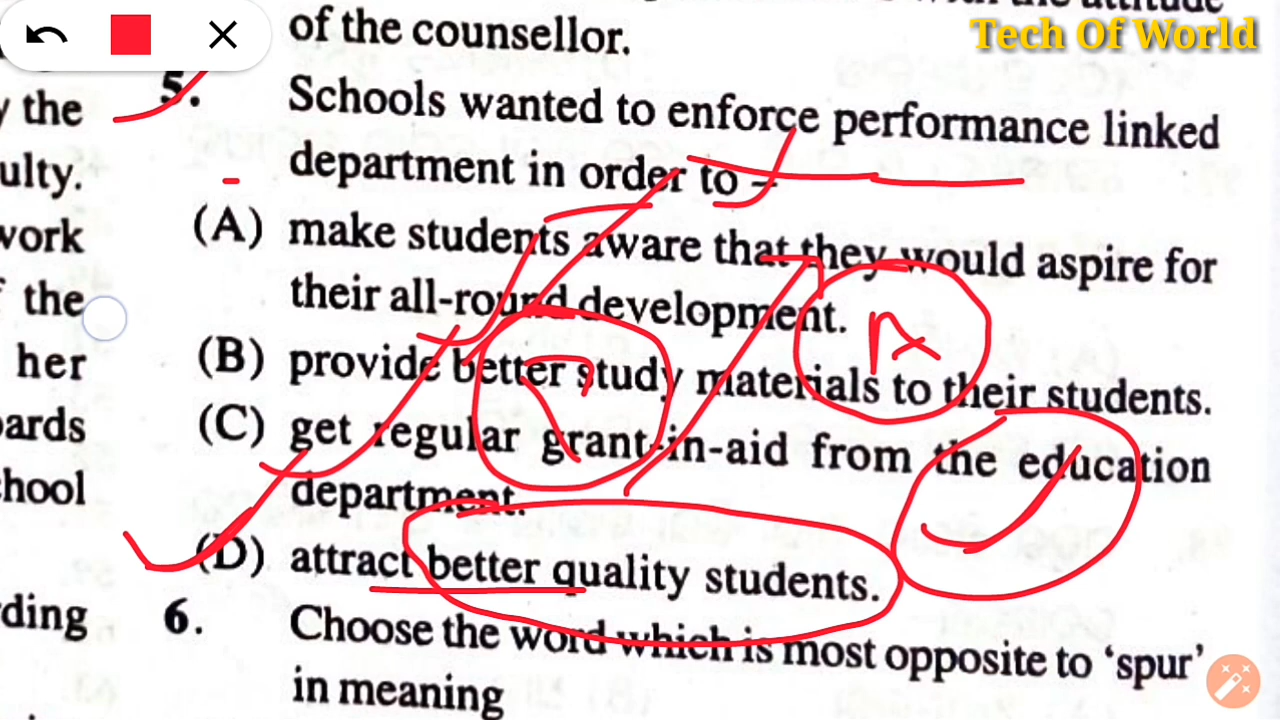 of the counsellor.
Tech Of World
5. Schools wanted to enforce performance linked
department in order to –
(A) make students aware that they would aspire for
their all-round development.
(B) provide better study materials to their students.
(C) get regular grant-in-aid from the education
department.
(D) attract better quality students.
6. Choose the word which is most opposite to ‘spur’
in meaning
the
ulty.
work
the
her
ards
hool
ding